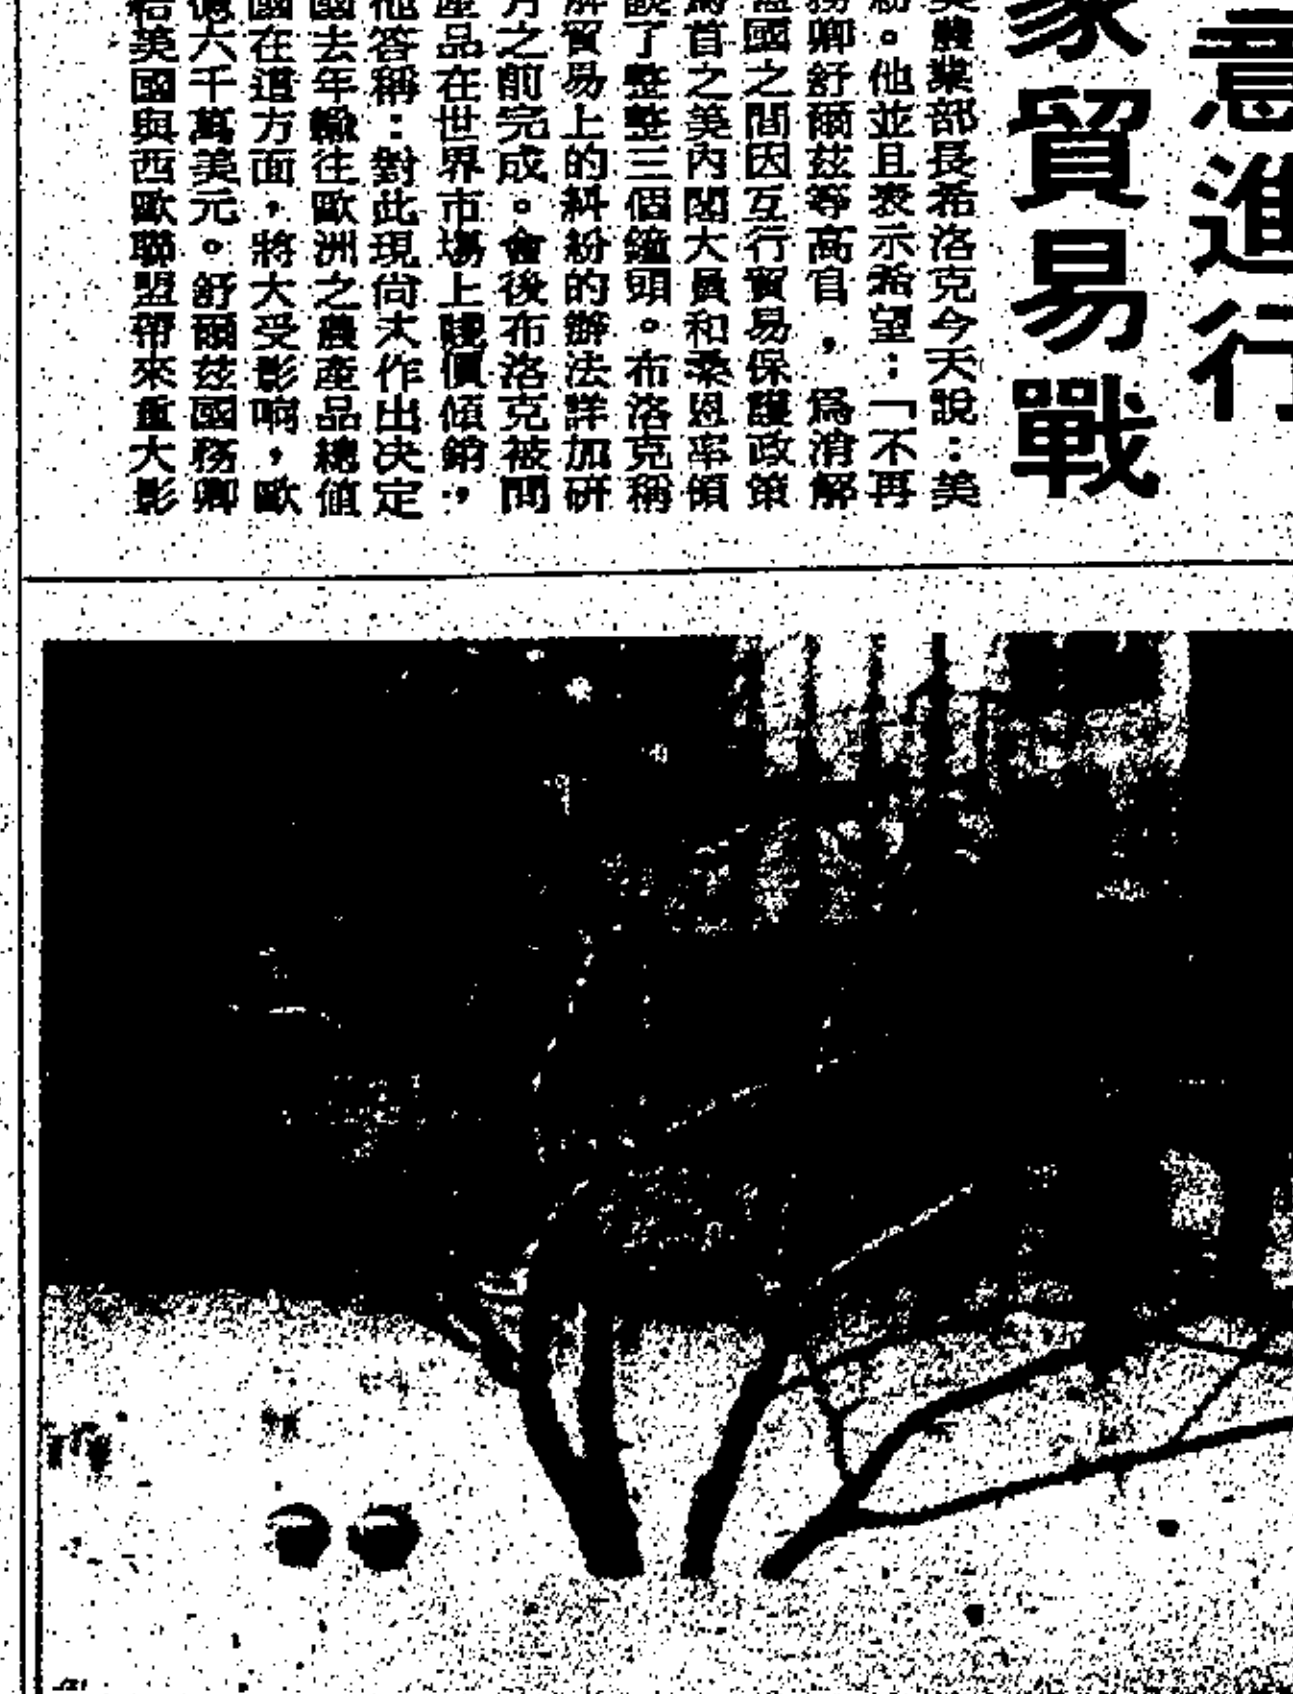 意進行
家貿易戰
美農業部長希洛克今天說：美
紛。他並且表示希望：「不再
務卿舒爾茲等高官，為消解
盟國之間因互行貿易保護政策
為首之美內閣大員和桑恩率領
談了整整三個鐘頭。布洛克稱
解貿易上的糾紛的辦法詳加研
月之前完成。會後布洛克被問
產品在世界市場上賤價傾銷，
他答稱：對此現尚未作出決定
國去年輸往歐洲之農產品總值
國在這方面，將大受影响，歐
億六千萬美元。舒爾茲國務卿
給美國與西歐聯盟帶來重大影